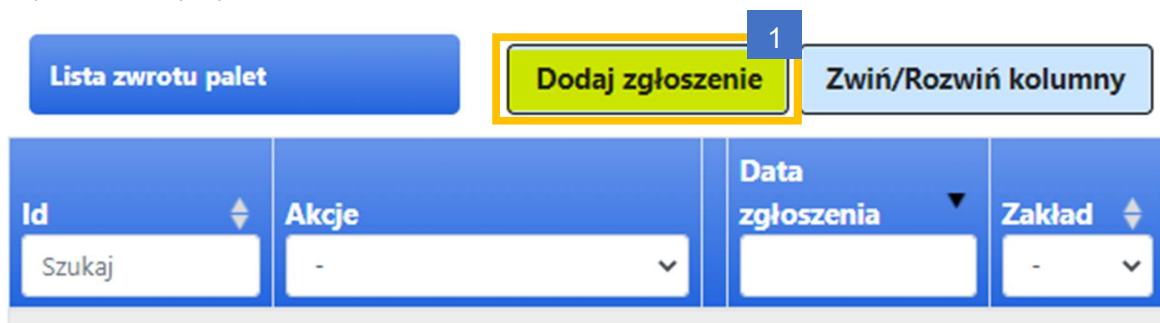 1
Lista zwrotu palet
Dodaj zgłoszenie
Zwiń/Rozwiń kolumny
Id
Akcje
Data
zgłoszenia
Zakład
Szukaj
-
-